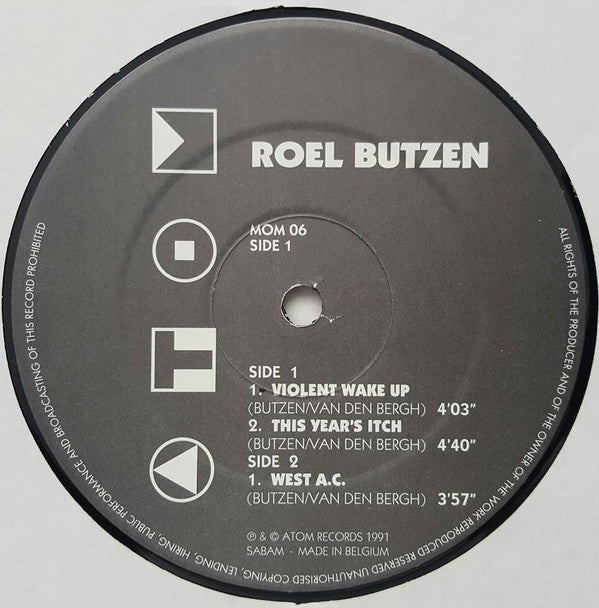 ROEL BUTZEN
MOM 06
SIDE 1
SIDE 1
1. VIOLENT WAKE UP
(BUTZEN/VAN DEN BERGH) 4'03"
2. THIS YEAR'S ITCH
(BUTZEN/VAN DEN BERGH) 4'40"
SIDE 2
1. WEST A.C.
(BUTZEN/VAN DEN BERGH) 3'57"
℗ & © ATOM RECORDS 1991
SABAM - MADE IN BELGIUM
ALL RIGHTS OF THE PRODUCER AND OF THE OWNER OF THE WORK REPRODUCED RESERVED UNAUTHORISED COPYING, LENDING, HIRING, PUBLIC PERFORMANCE AND BROADCASTING OF THIS RECORD PROHIBITED